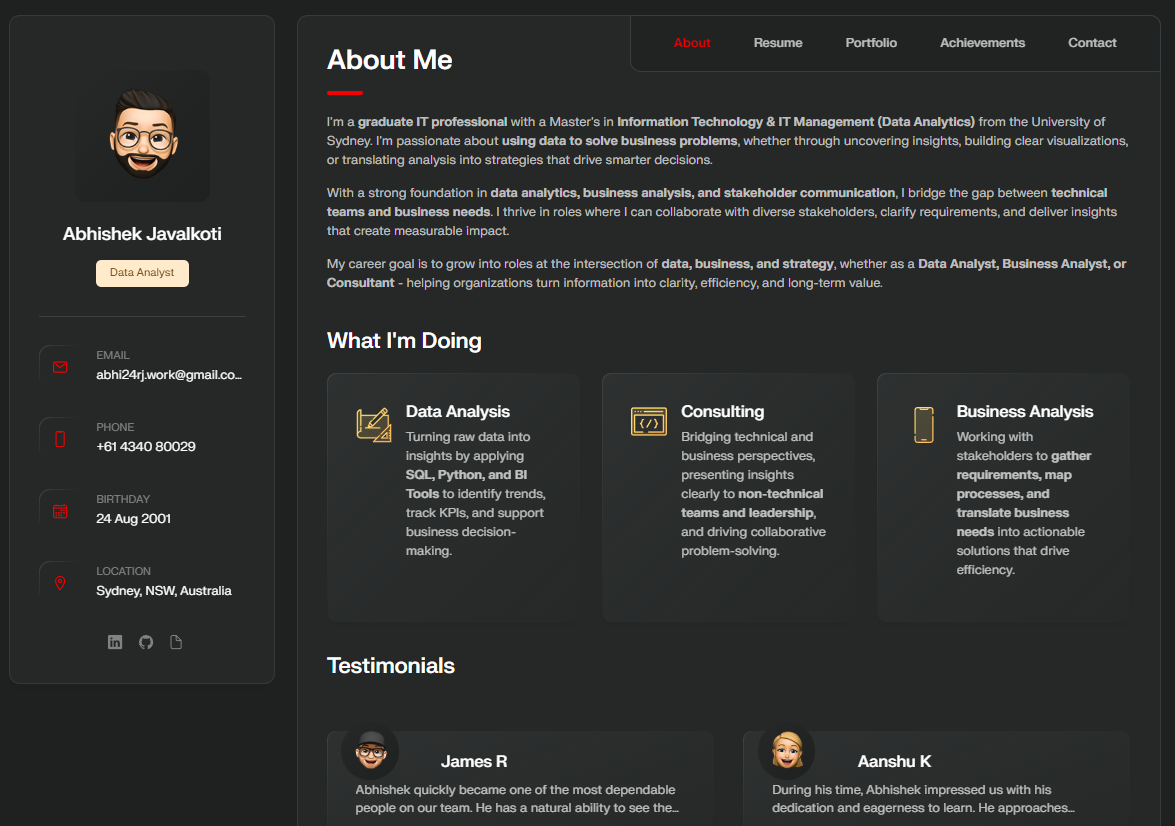 Abhishek Javalkoti
Data Analyst
EMAIL
abhi24rj.work@gmail.co...
PHONE
+61 4340 80029
BIRTHDAY
24 Aug 2001
LOCATION
Sydney, NSW, Australia
About
Resume
Portfolio
Achievements
Contact
About Me
I'm a graduate IT professional with a Master's in Information Technology & IT Management (Data Analytics) from the University of
Sydney. I'm passionate about using data to solve business problems, whether through uncovering insights, building clear visualizations,
or translating analysis into strategies that drive smarter decisions.
With a strong foundation in data analytics, business analysis, and stakeholder communication, I bridge the gap between technical
teams and business needs. I thrive in roles where I can collaborate with diverse stakeholders, clarify requirements, and deliver insights
that create measurable impact.
My career goal is to grow into roles at the intersection of data, business, and strategy, whether as a Data Analyst, Business Analyst, or
Consultant - helping organizations turn information into clarity, efficiency, and long-term value.
What I'm Doing
Data Analysis
Turning raw data into
insights by applying
SQL, Python, and BI
Tools to identify trends,
track KPIs, and support
business decision-
making.
Consulting
Bridging technical and
business perspectives,
presenting insights
clearly to non-technical
teams and leadership,
and driving collaborative
problem-solving.
Business Analysis
Working with
stakeholders to gather
requirements, map
processes, and
translate business
needs into actionable
solutions that drive
efficiency.
Testimonials
James R
Abhishek quickly became one of the most dependable
people on our team. He has a natural ability to see the...
Aanshu K
During his time, Abhishek impressed us with his
dedication and eagerness to learn. He approaches...